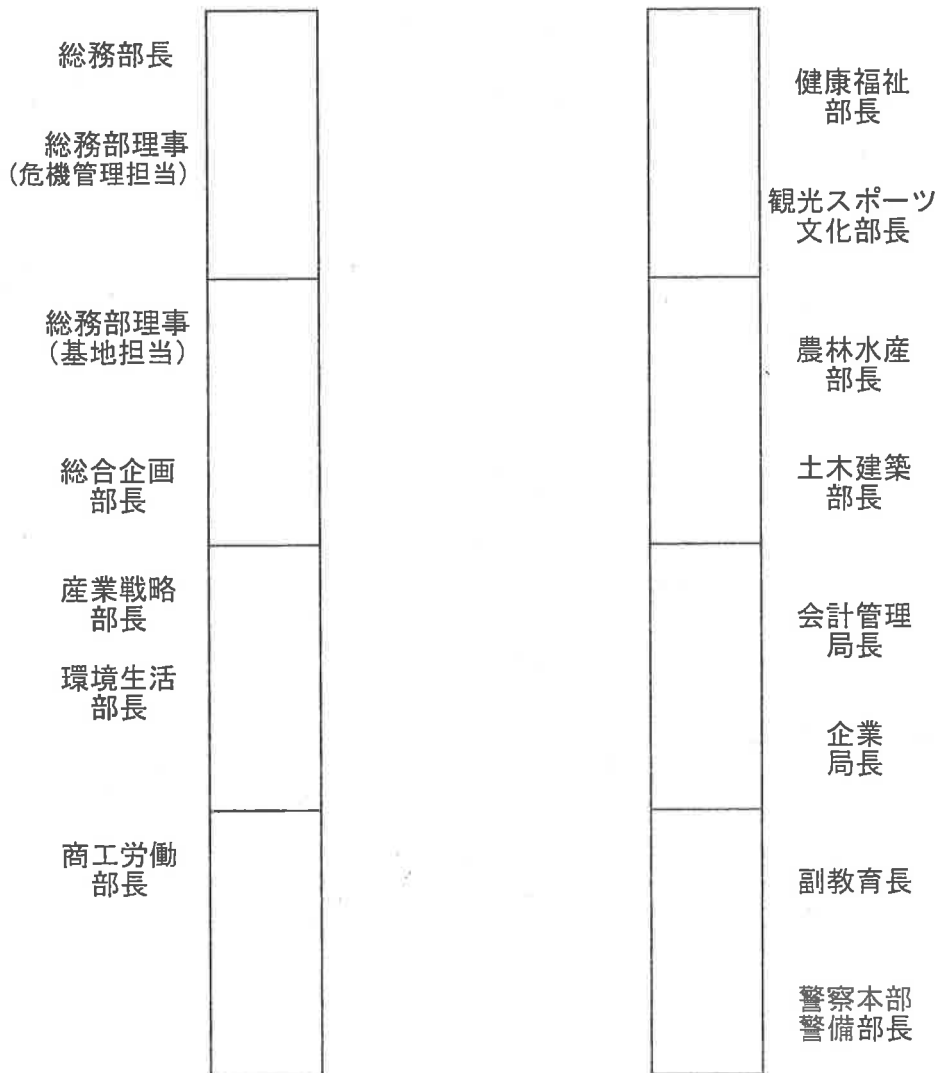 総務部長
総務部理事
(危機管理担当)
総務部理事
(基地担当)
総合企画
部長
産業戦略
部長
環境生活
部長
商工労働
部長
健康福祉
部長
観光スポーツ
文化部長
農林水産
部長
土木建築
部長
会計管理
局長
企業
局長
副教育長
警察本部
警備部長